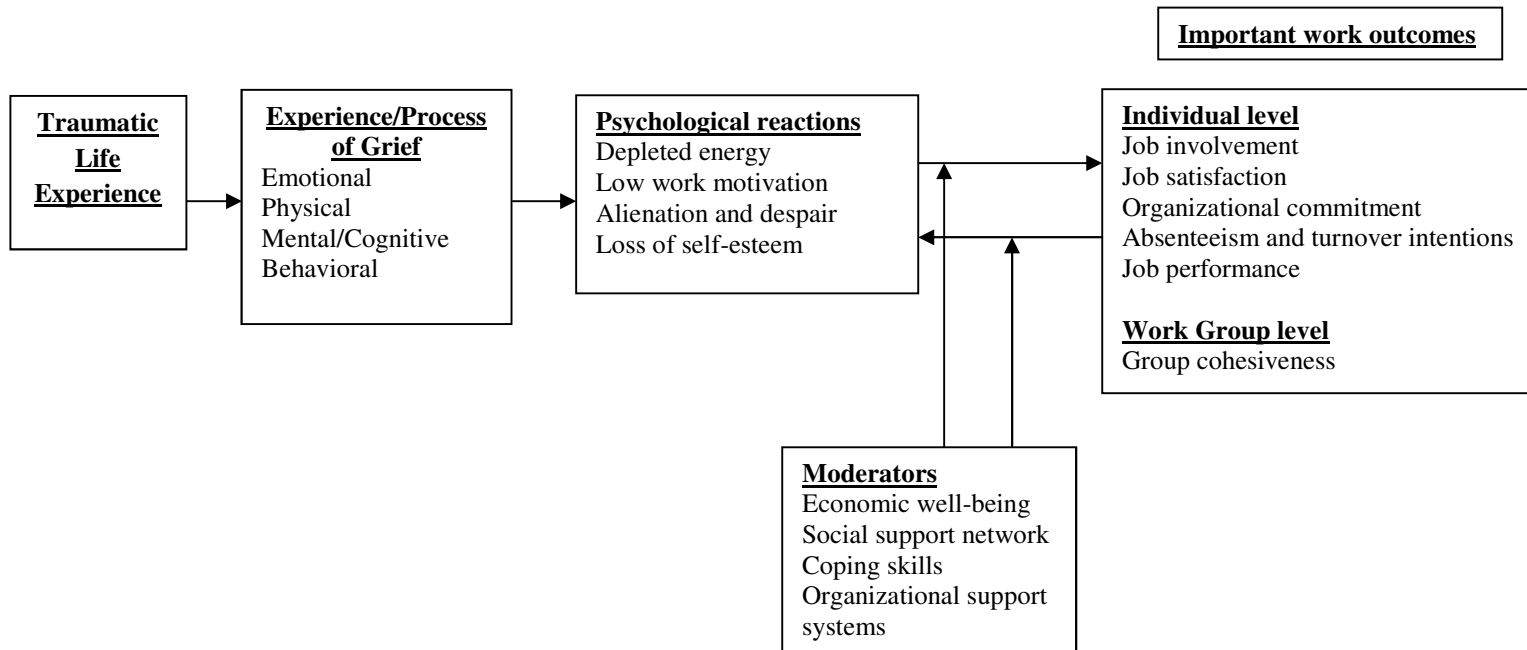 Important work outcomes
Traumatic
Life
Experience
Experience/Process
of Grief
Emotional
Physical
Mental/Cognitive
Behavioral
Psychological reactions
Depleted energy
Low work motivation
Alienation and despair
Loss of self-esteem
Individual level
Job involvement
Job satisfaction
Organizational commitment
Absenteeism and turnover intentions
Job performance
Work Group level
Group cohesiveness
Moderators
Economic well-being
Social support network
Coping skills
Organizational support
systems